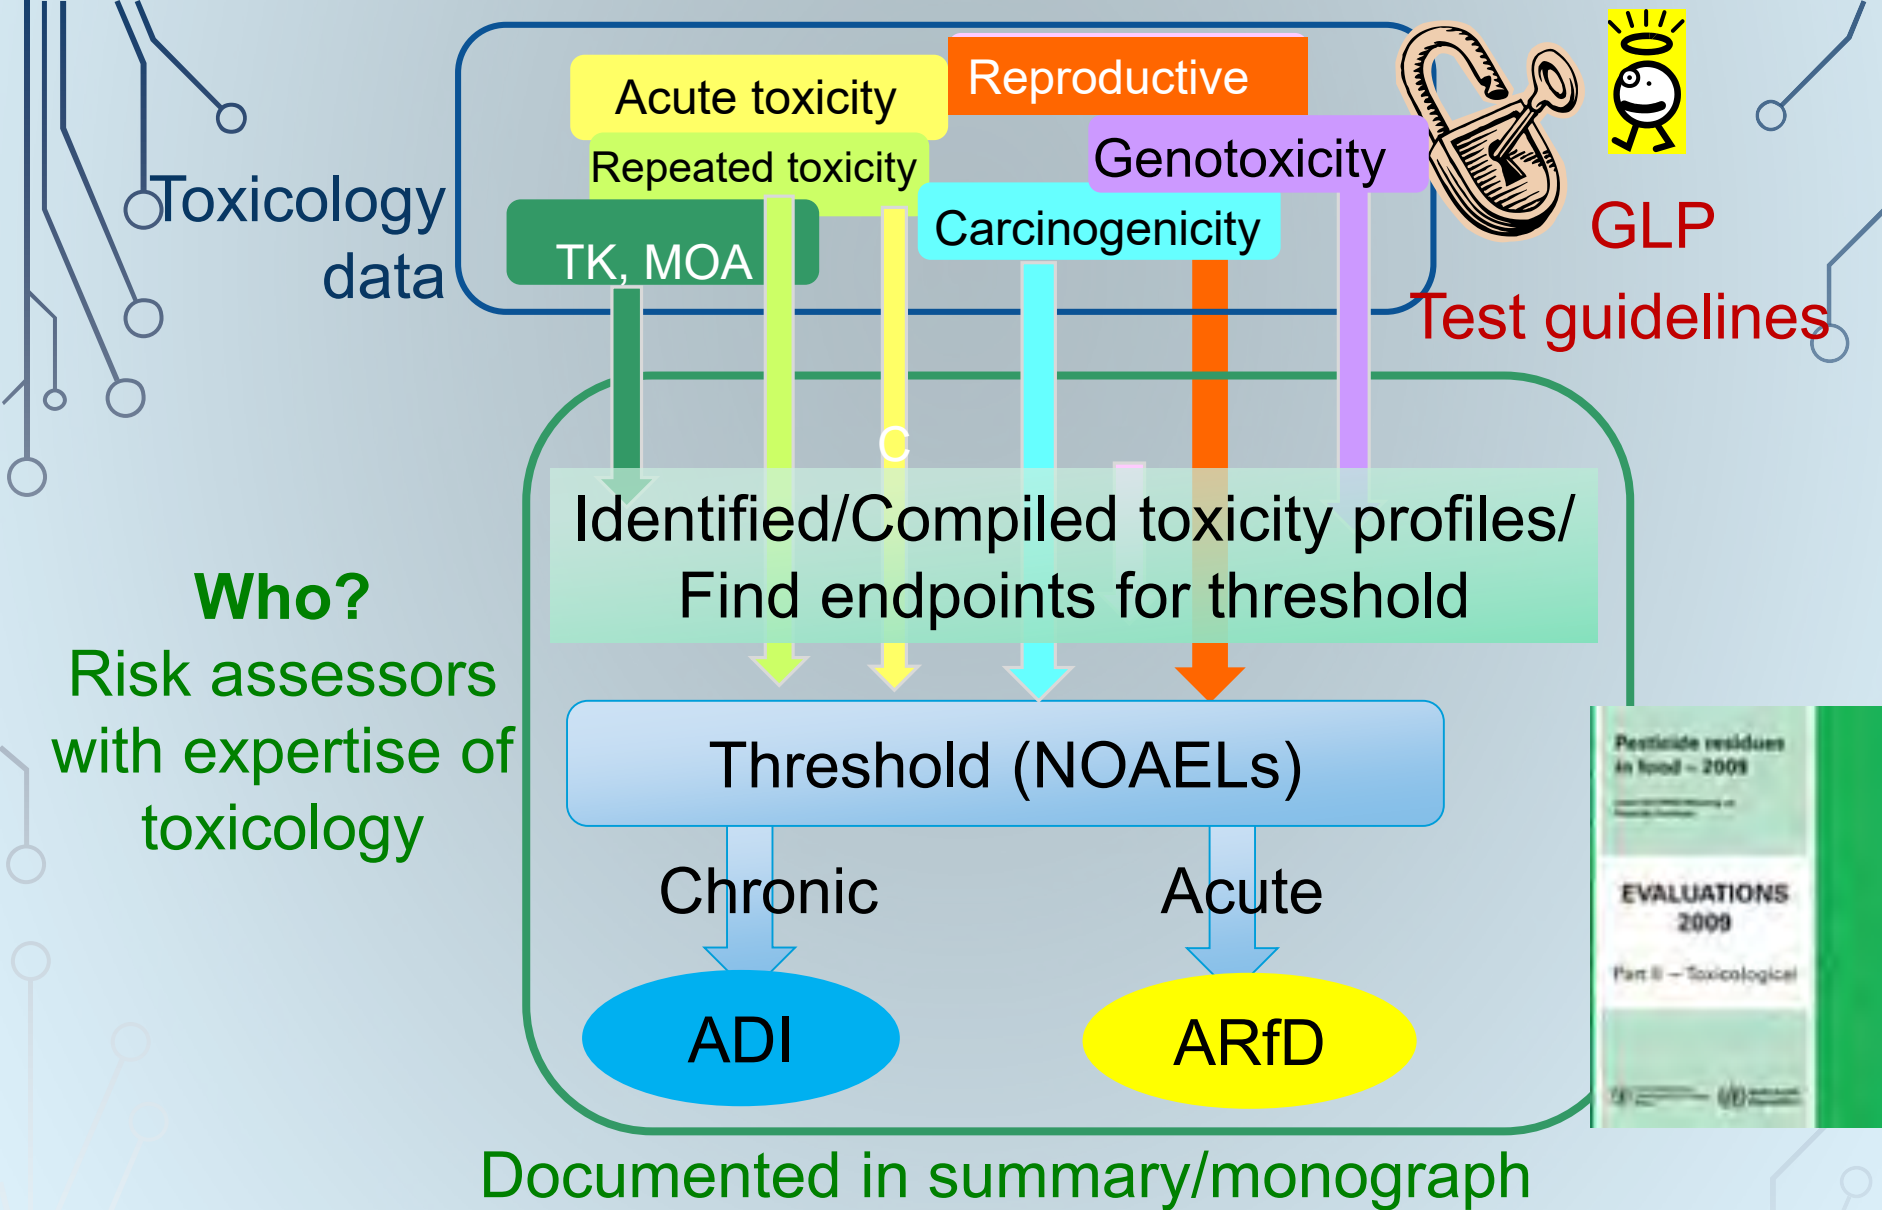 Acute toxicity
Reproductive
Repeated toxicity
Genotoxicity
Toxicology
data
TK, MOA
Carcinogenicity
GLP
Test guidelines
C
Identified/Compiled toxicity profiles/
Find endpoints for threshold
Who?
Risk assessors
with expertise of
toxicology
Threshold (NOAELs)
Chronic
Acute
ADI
ARfD
Pesticide residues
in food – 2009
EVALUATIONS
2009
Part II – Toxicological
Documented in summary/monograph